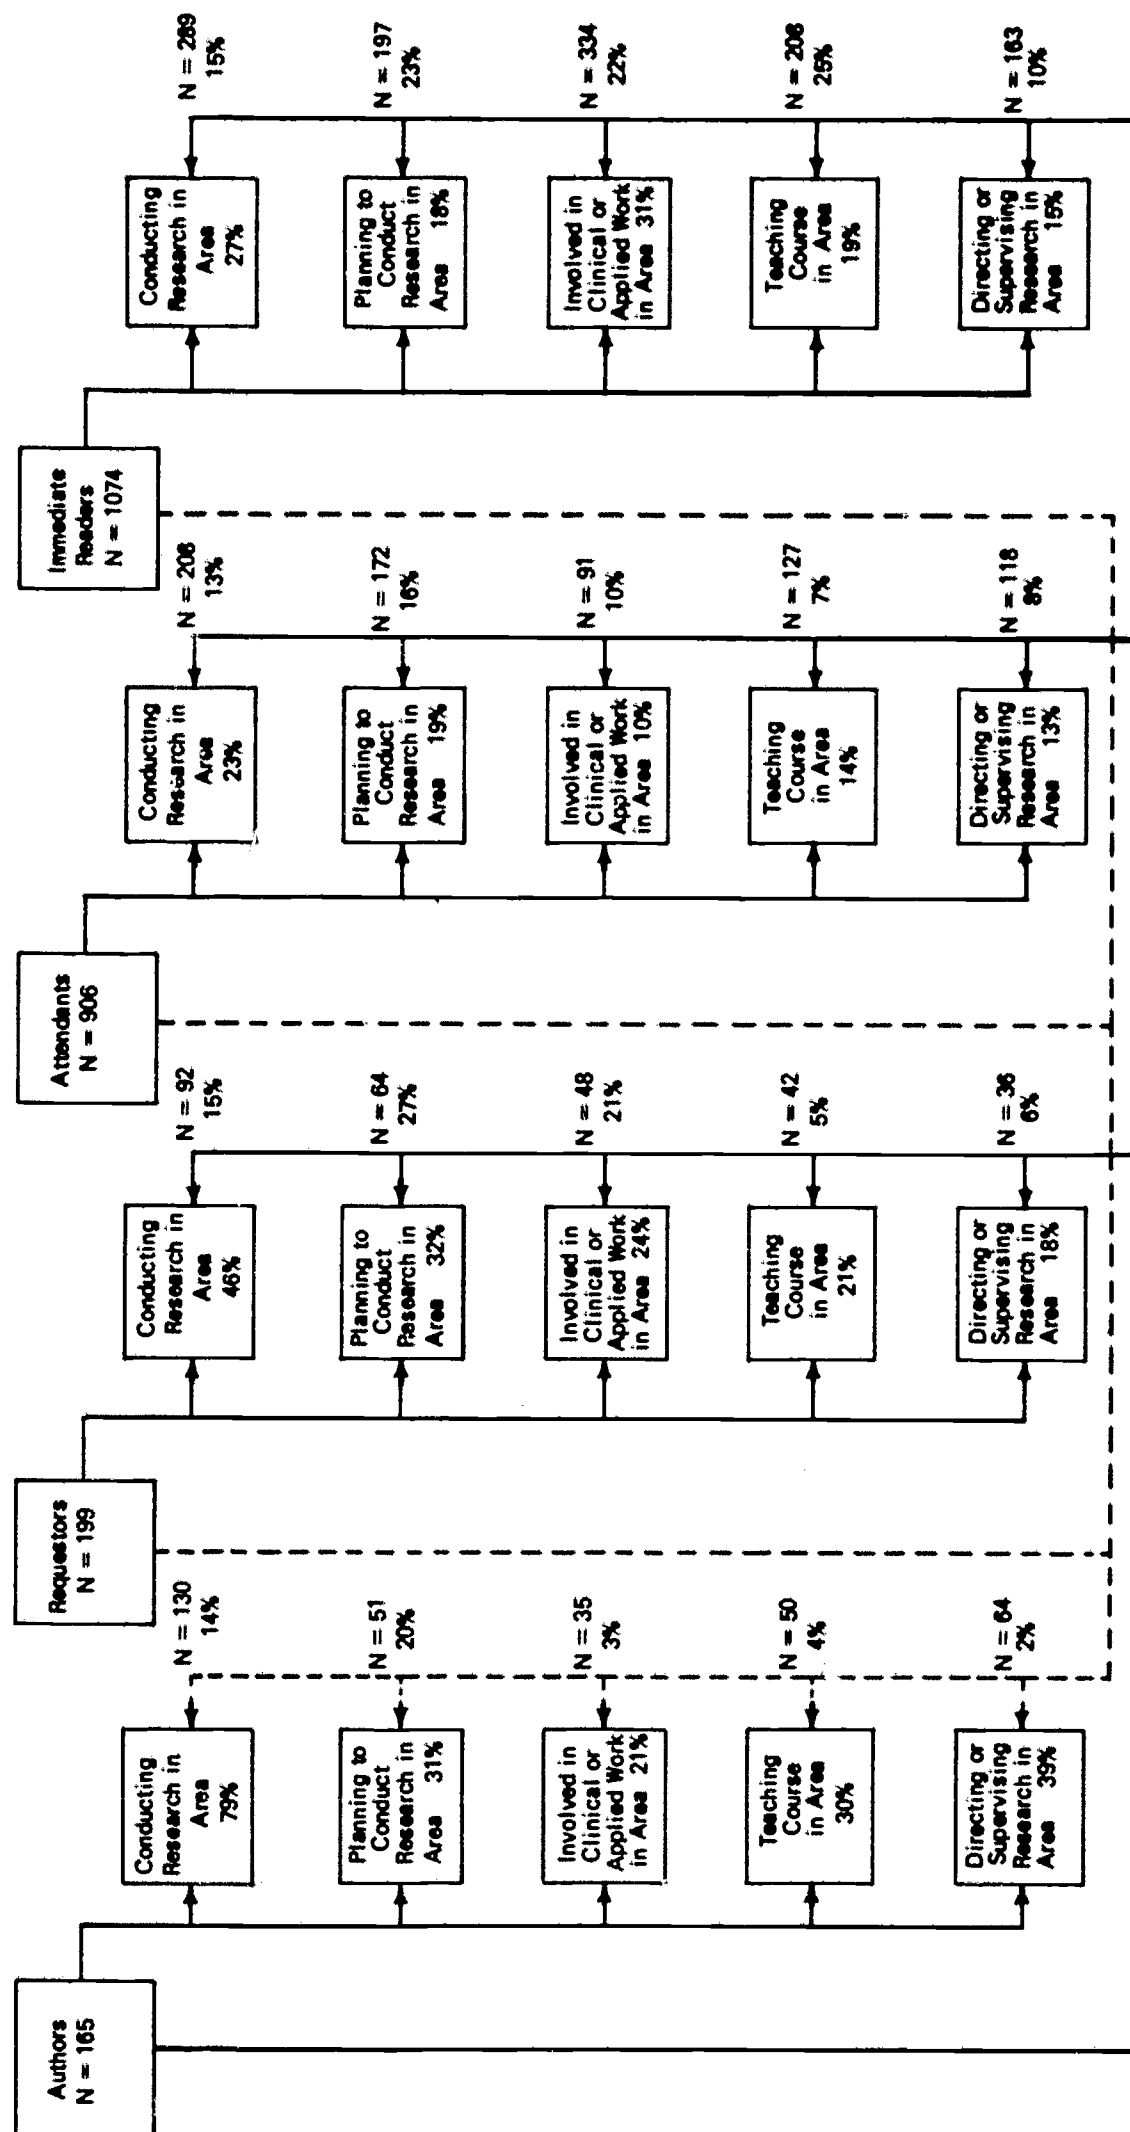 Authors
N = 165
Conducting
Research in
Area
79%
N = 130
14%
Planning to
Conduct
Research in
Area 31%
N = 51
20%
Involved in
Clinical or
Applied Work
in Area 21%
N = 35
3%
Teaching
Course
in Area
30%
N = 50
4%
Directing or
Supervising
Research in
Area 39%
N = 64
2%
Requestors
N = 199
Conducting
Research in
Area
46%
N = 92
15%
Planning to
Conduct
Research in
Area 32%
N = 64
27%
Involved in
Clinical or
Applied Work
in Area 24%
N = 48
21%
Teaching
Course
in Area
21%
N = 42
5%
Directing or
Supervising
Research in
Area 18%
N = 36
6%
Attendants
N = 906
Conducting
Research in
Area
23%
N = 208
13%
Planning to
Conduct
Research in
Area 19%
N = 172
16%
Involved in
Clinical or
Applied Work
in Area 10%
N = 91
10%
Teaching
Course
in Area
14%
N = 127
7%
Directing or
Supervising
Research in
Area 13%
N = 118
8%
Immediate
Readers
N = 1074
Conducting
Research in
Area
27%
N = 289
15%
Planning to
Conduct
Research in
Area 18%
N = 197
23%
Involved in
Clinical or
Applied Work
in Area 31%
N = 334
22%
Teaching
Course
in Area
19%
N = 208
25%
Directing or
Supervising
Research in
Area 15%
N = 163
10%